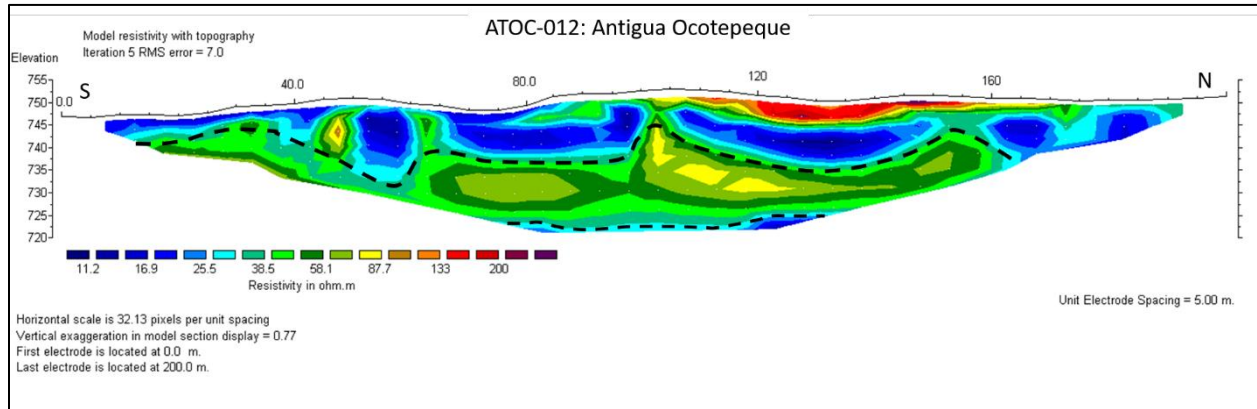 ATOC-012: Antigua Ocotepeque
Model resistivity with topography
Iteration 5 RMS error = 7.0
Elevation
S
N
0.0 40.0 80.0 120 160
755
750
745
740
735
730
725
720
11.2 16.9 25.5 38.5 58.1 87.7 133 200
Resistivity in ohm.m
Unit Electrode Spacing = 5.00 m.
Horizontal scale is 32.13 pixels per unit spacing
Vertical exaggeration in model section display = 0.77
First electrode is located at 0.0 m.
Last electrode is located at 200.0 m.